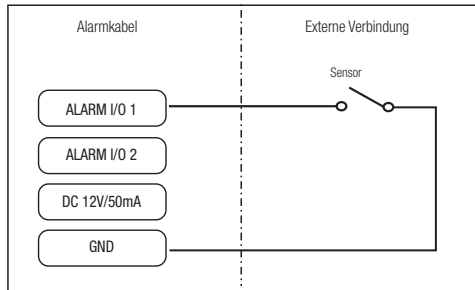 Alarmkabel
Externe Verbindung
Sensor
ALARM I/O 1
ALARM I/O 2
DC 12V/50mA
GND